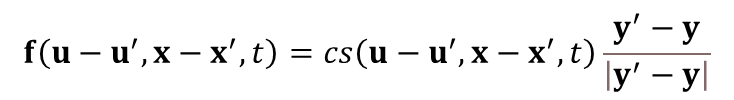 f(u − u′, x − x′, t) = cs(u − u′, x − x′, t) (y′ − y)/|y′ − y|